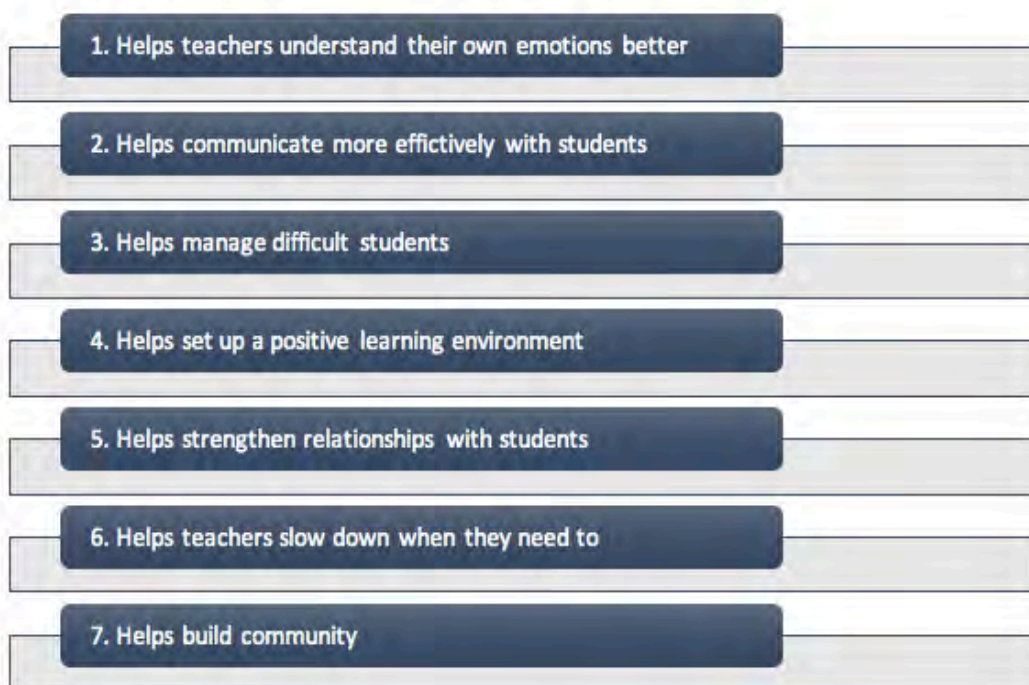 1. Helps teachers understand their own emotions better
2. Helps communicate more effictively with students
3. Helps manage difficult students
4. Helps set up a positive learning environment
5. Helps strengthen relationships with students
6. Helps teachers slow down when they need to
7. Helps build community